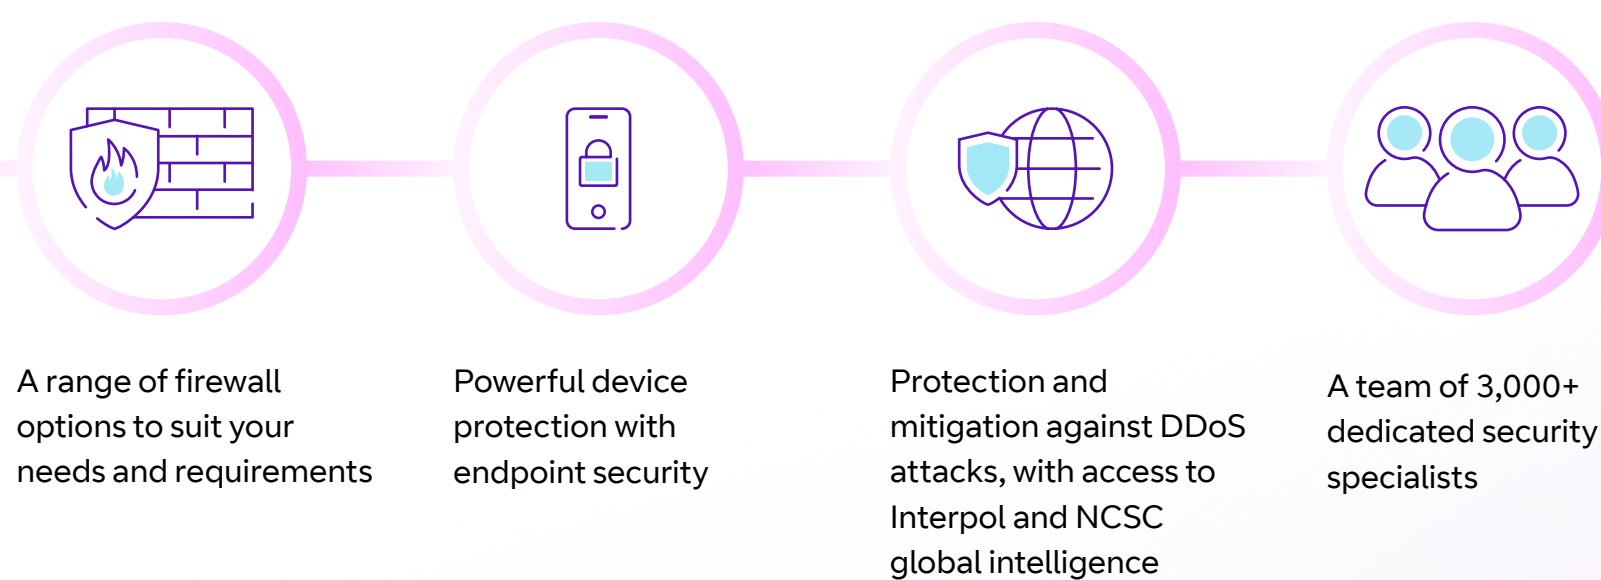 A range of firewall
options to suit your
needs and requirements
Powerful device
protection with
endpoint security
Protection and
mitigation against DDoS
attacks, with access to
Interpol and NCSC
global intelligence
A team of 3,000+
dedicated security
specialists